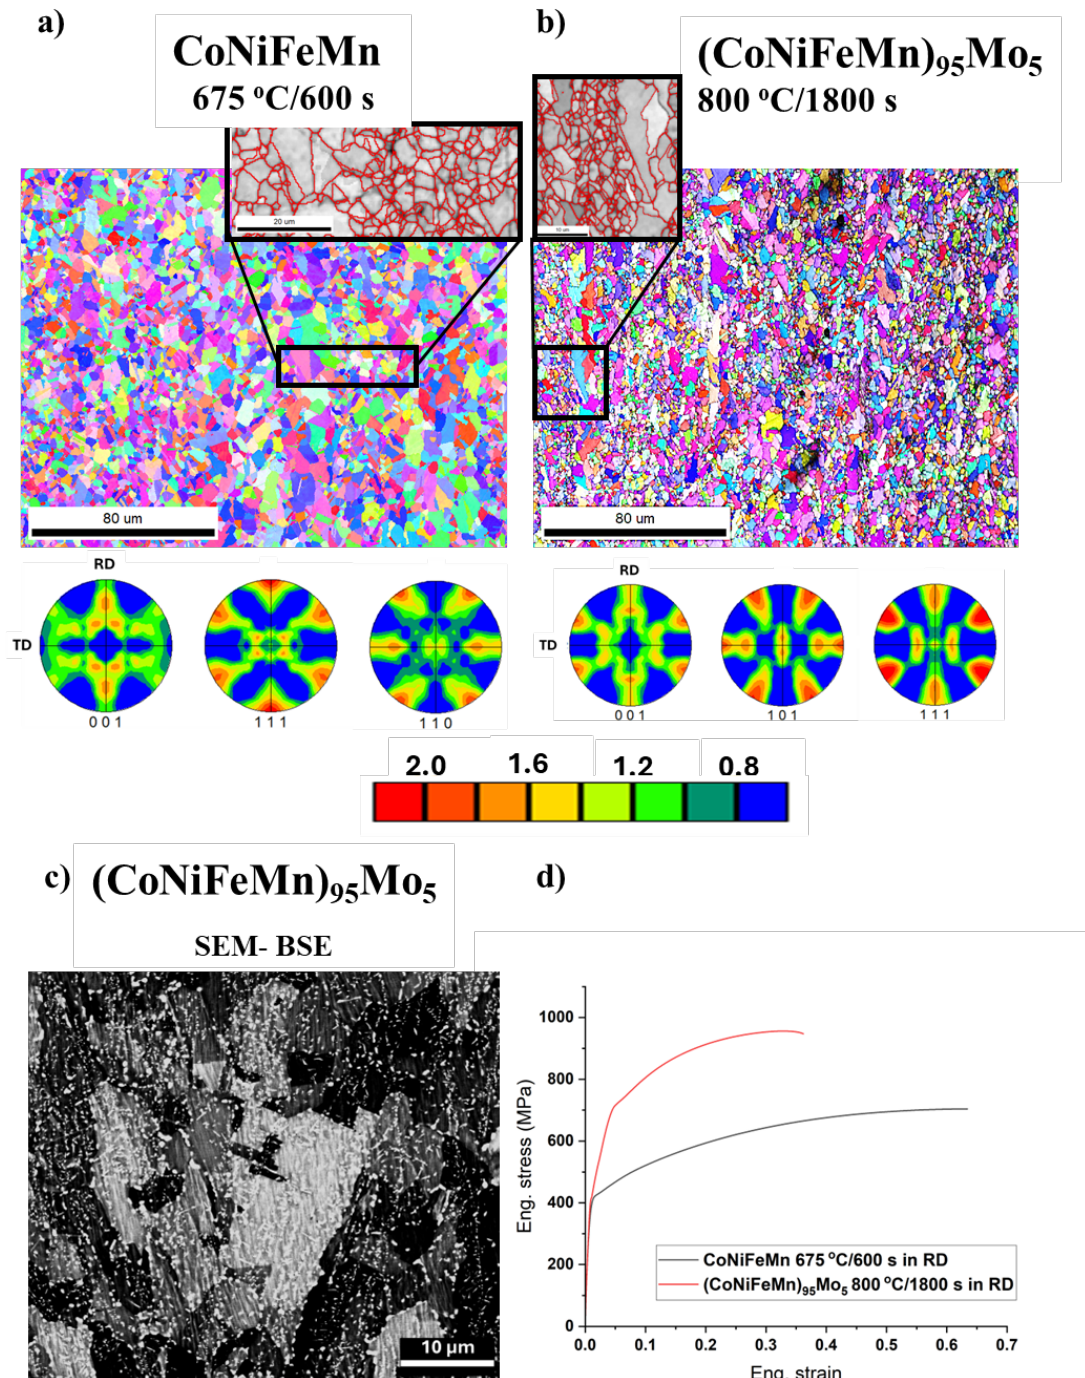 a)
CoNiFeMn
675 °C/600 s
20 um
80 um
b)
(CoNiFeMn)₉₅Mo₅
800 °C/1800 s
80 um
RD
TD
0 0 1
1 1 1
1 1 0
RD
TD
0 0 1
1 0 1
1 1 1
2.0 1.6 1.2 0.8
c) (CoNiFeMn)₉₅Mo₅
SEM- BSE
10 µm
d)
Eng. stress (MPa)
1000
800
600
400
200
0
0.0 0.1 0.2 0.3 0.4 0.5 0.6 0.7
Eng. strain
CoNiFeMn 675 °C/600 s in RD
(CoNiFeMn)₉₅Mo₅ 800 °C/1800 s in RD